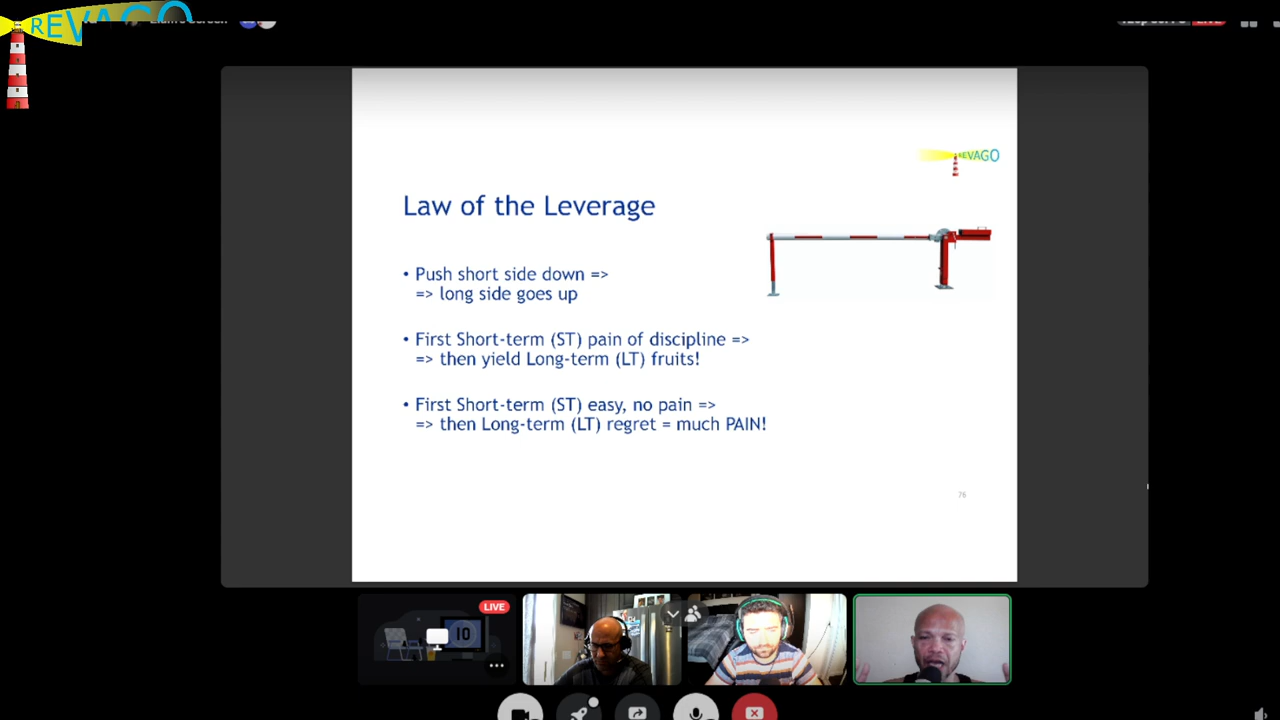 REVAGO
LIVE
REVAGO
Law of the Leverage
• Push short side down =>
=> long side goes up
• First Short-term (ST) pain of discipline =>
=> then yield Long-term (LT) fruits!
• First Short-term (ST) easy, no pain =>
=> then Long-term (LT) regret = much PAIN!
76
LIVE
10